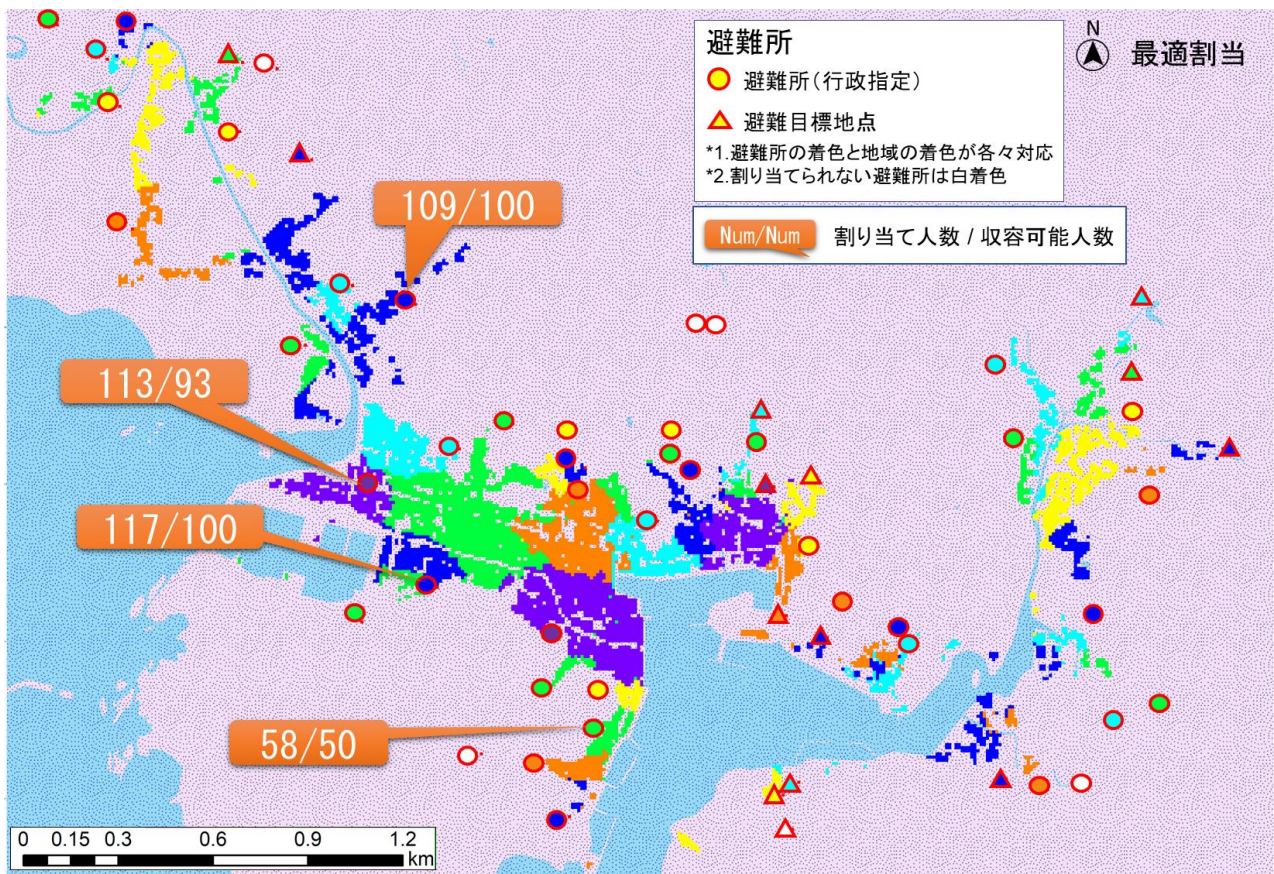 避難所
避難所(行政指定)
避難目標地点
*1.避難所の着色と地域の着色が各々対応
*2.割り当てられない避難所は白着色
N
最適割当
Num/Num
割り当て人数 / 収容可能人数
109/100
113/93
117/100
58/50
0 0.15 0.3 0.6 0.9 1.2
km